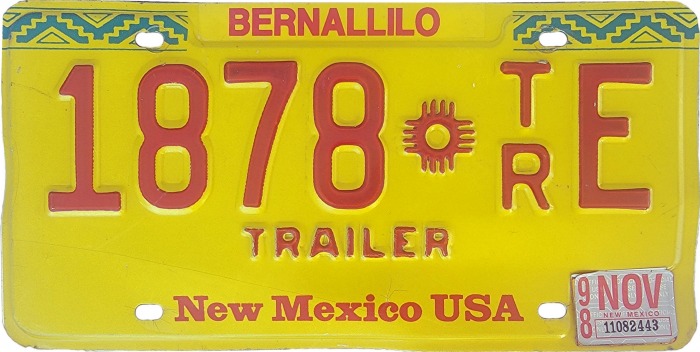 BERNALLILO
1878 TR E
TRAILER
New Mexico USA
98 NOV
NEW MEXICO
11082443